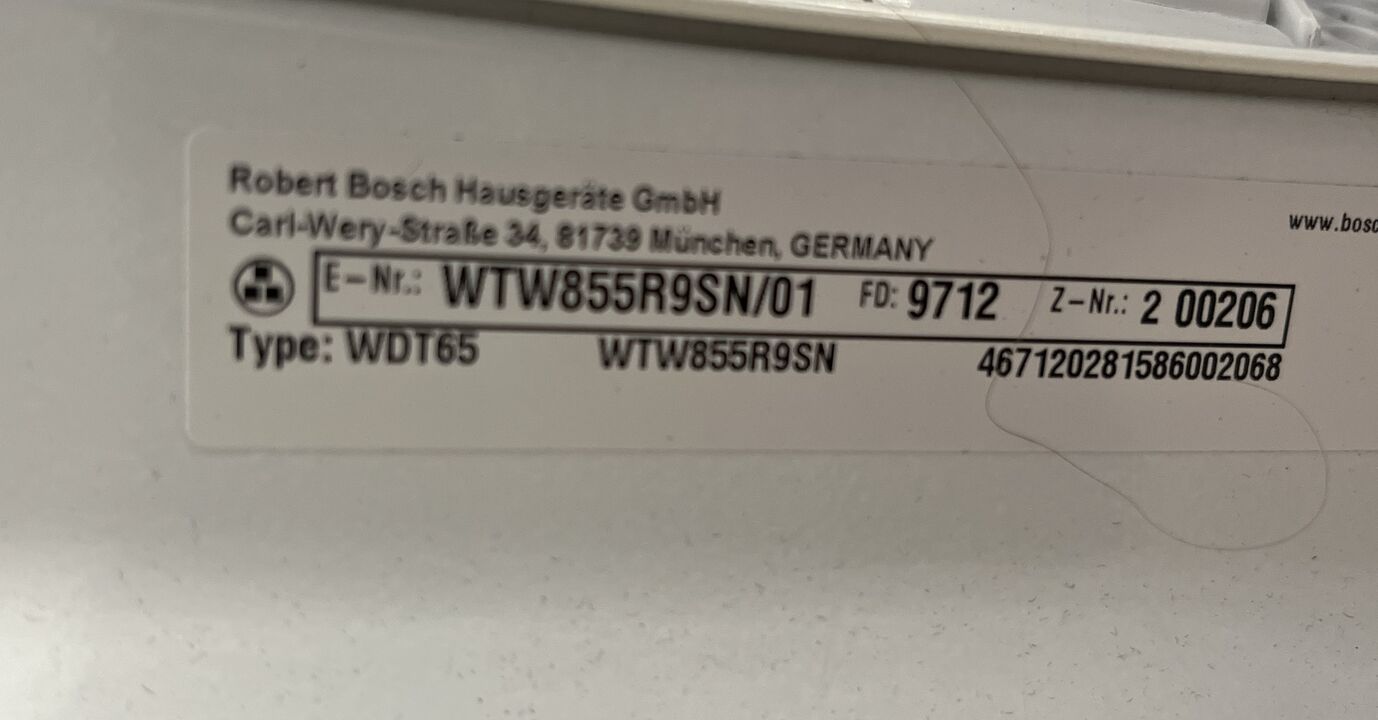 Robert Bosch Hausgeräte GmbH
Carl-Wery-Straße 34, 81739 München, GERMANY
www.bosc
E-Nr.: WTW855R9SN/01 FD: 9712 Z-Nr.: 2 00206
Type: WDT65 WTW855R9SN 467120281586002068